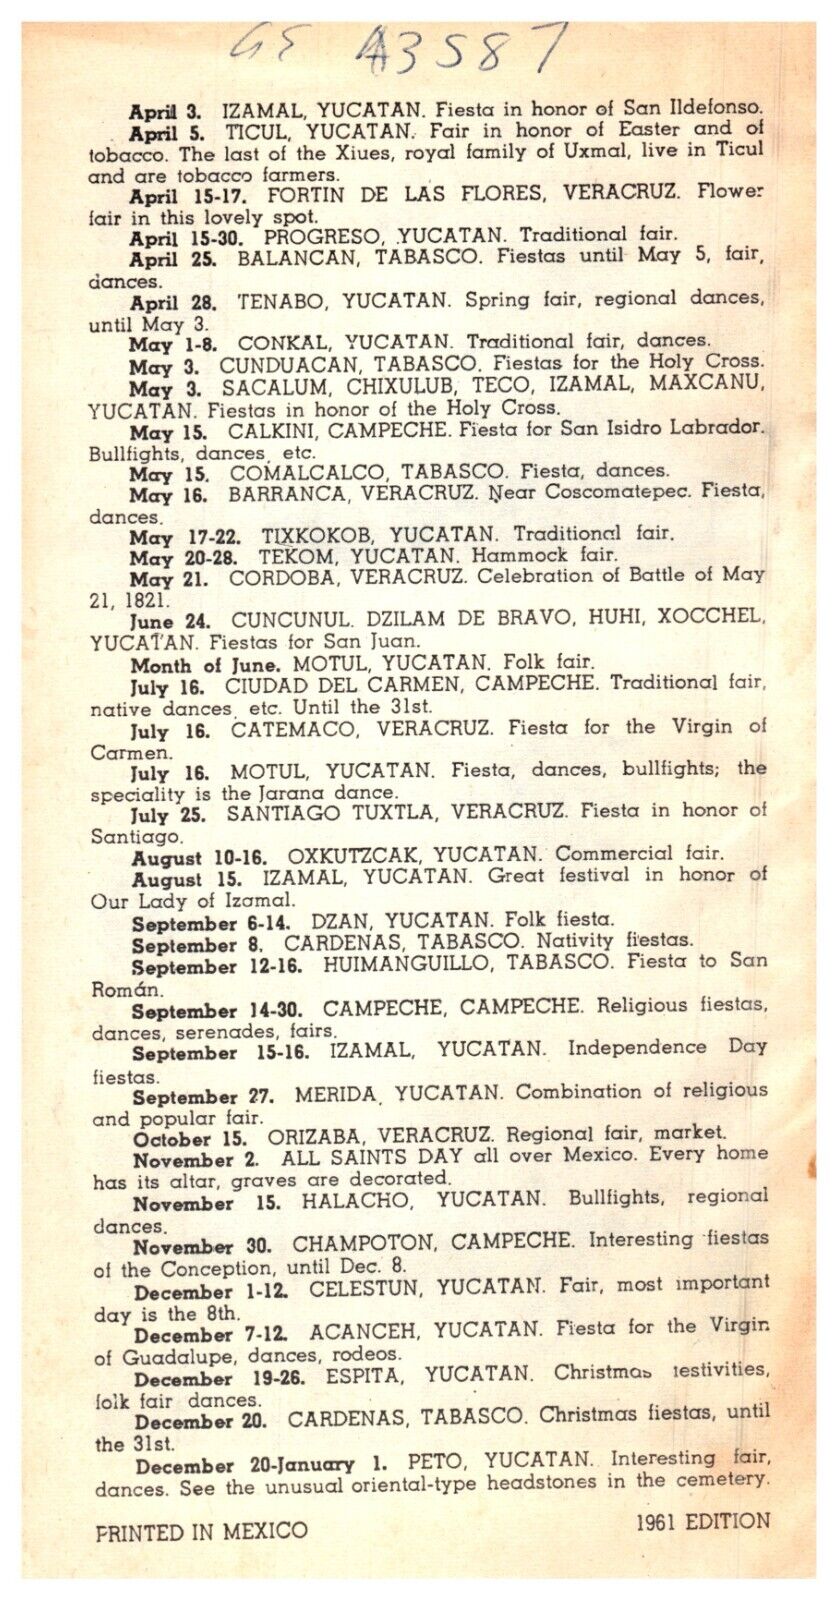 GE A3587
April 3. IZAMAL, YUCATAN. Fiesta in honor of San Ildefonso.
April 5. TICUL, YUCATAN. Fair in honor of Easter and of
tobacco. The last of the Xiues, royal family of Uxmal, live in Ticul
and are tobacco farmers.
April 15-17. FORTIN DE LAS FLORES, VERACRUZ. Flower
fair in this lovely spot.
April 15-30. PROGRESO, YUCATAN. Traditional fair.
April 25. BALANCAN, TABASCO. Fiestas until May 5, fair,
dances.
April 28. TENABO, YUCATAN. Spring fair, regional dances,
until May 3.
May 1-8. CONKAL, YUCATAN. Traditional fair, dances.
May 3. CUNDUACAN, TABASCO. Fiestas for the Holy Cross.
May 3. SACALUM, CHIXULUB, TECO, IZAMAL, MAXCANU,
YUCATAN. Fiestas in honor of the Holy Cross.
May 15. CALKINI, CAMPECHE. Fiesta for San Isidro Labrador.
Bullfights, dances, etc.
May 15. COMALCALCO, TABASCO. Fiesta, dances.
May 16. BARRANCA, VERACRUZ. Near Coscomatepec. Fiesta,
dances.
May 17-22. TIXKOKOB, YUCATAN. Traditional fair.
May 20-28. TEKOM, YUCATAN. Hammock fair.
May 21. CORDOBA, VERACRUZ. Celebration of Battle of May
21, 1821.
June 24. CUNCUNUL. DZILAM DE BRAVO, HUHI, XOCCHEL,
YUCATAN. Fiestas for San Juan.
Month of June. MOTUL, YUCATAN. Folk fair.
July 16. CIUDAD DEL CARMEN, CAMPECHE. Traditional fair,
native dances, etc. Until the 31st.
July 16. CATEMACO, VERACRUZ. Fiesta for the Virgin of
Carmen.
July 16. MOTUL, YUCATAN. Fiesta, dances, bullfights; the
speciality is the Jarana dance.
July 25. SANTIAGO TUXTLA, VERACRUZ. Fiesta in honor of
Santiago.
August 10-16. OXKUTZCAK, YUCATAN. Commercial fair.
August 15. IZAMAL, YUCATAN. Great festival in honor of
Our Lady of Izamal.
September 6-14. DZAN, YUCATAN. Folk fiesta.
September 8. CARDENAS, TABASCO. Nativity fiestas.
September 12-16. HUIMANGUILLO, TABASCO. Fiesta to San
Román.
September 14-30. CAMPECHE, CAMPECHE. Religious fiestas,
dances, serenades, fairs.
September 15-16. IZAMAL, YUCATAN. Independence Day
fiestas.
September 27. MERIDA, YUCATAN. Combination of religious
and popular fair.
October 15. ORIZABA, VERACRUZ. Regional fair, market.
November 2. ALL SAINTS DAY all over Mexico. Every home
has its altar, graves are decorated.
November 15. HALACHO, YUCATAN. Bullfights, regional
dances.
November 30. CHAMPOTON, CAMPECHE. Interesting fiestas
of the Conception, until Dec. 8.
December 1-12. CELESTUN, YUCATAN. Fair, most important
day is the 8th.
December 7-12. ACANCEH, YUCATAN. Fiesta for the Virgin
of Guadalupe, dances, rodeos.
December 19-26. ESPITA, YUCATAN. Christmas festivities,
folk fair dances.
December 20. CARDENAS, TABASCO. Christmas fiestas, until
the 31st.
December 20-January 1. PETO, YUCATAN. Interesting fair,
dances. See the unusual oriental-type headstones in the cemetery.
PRINTED IN MEXICO
1961 EDITION